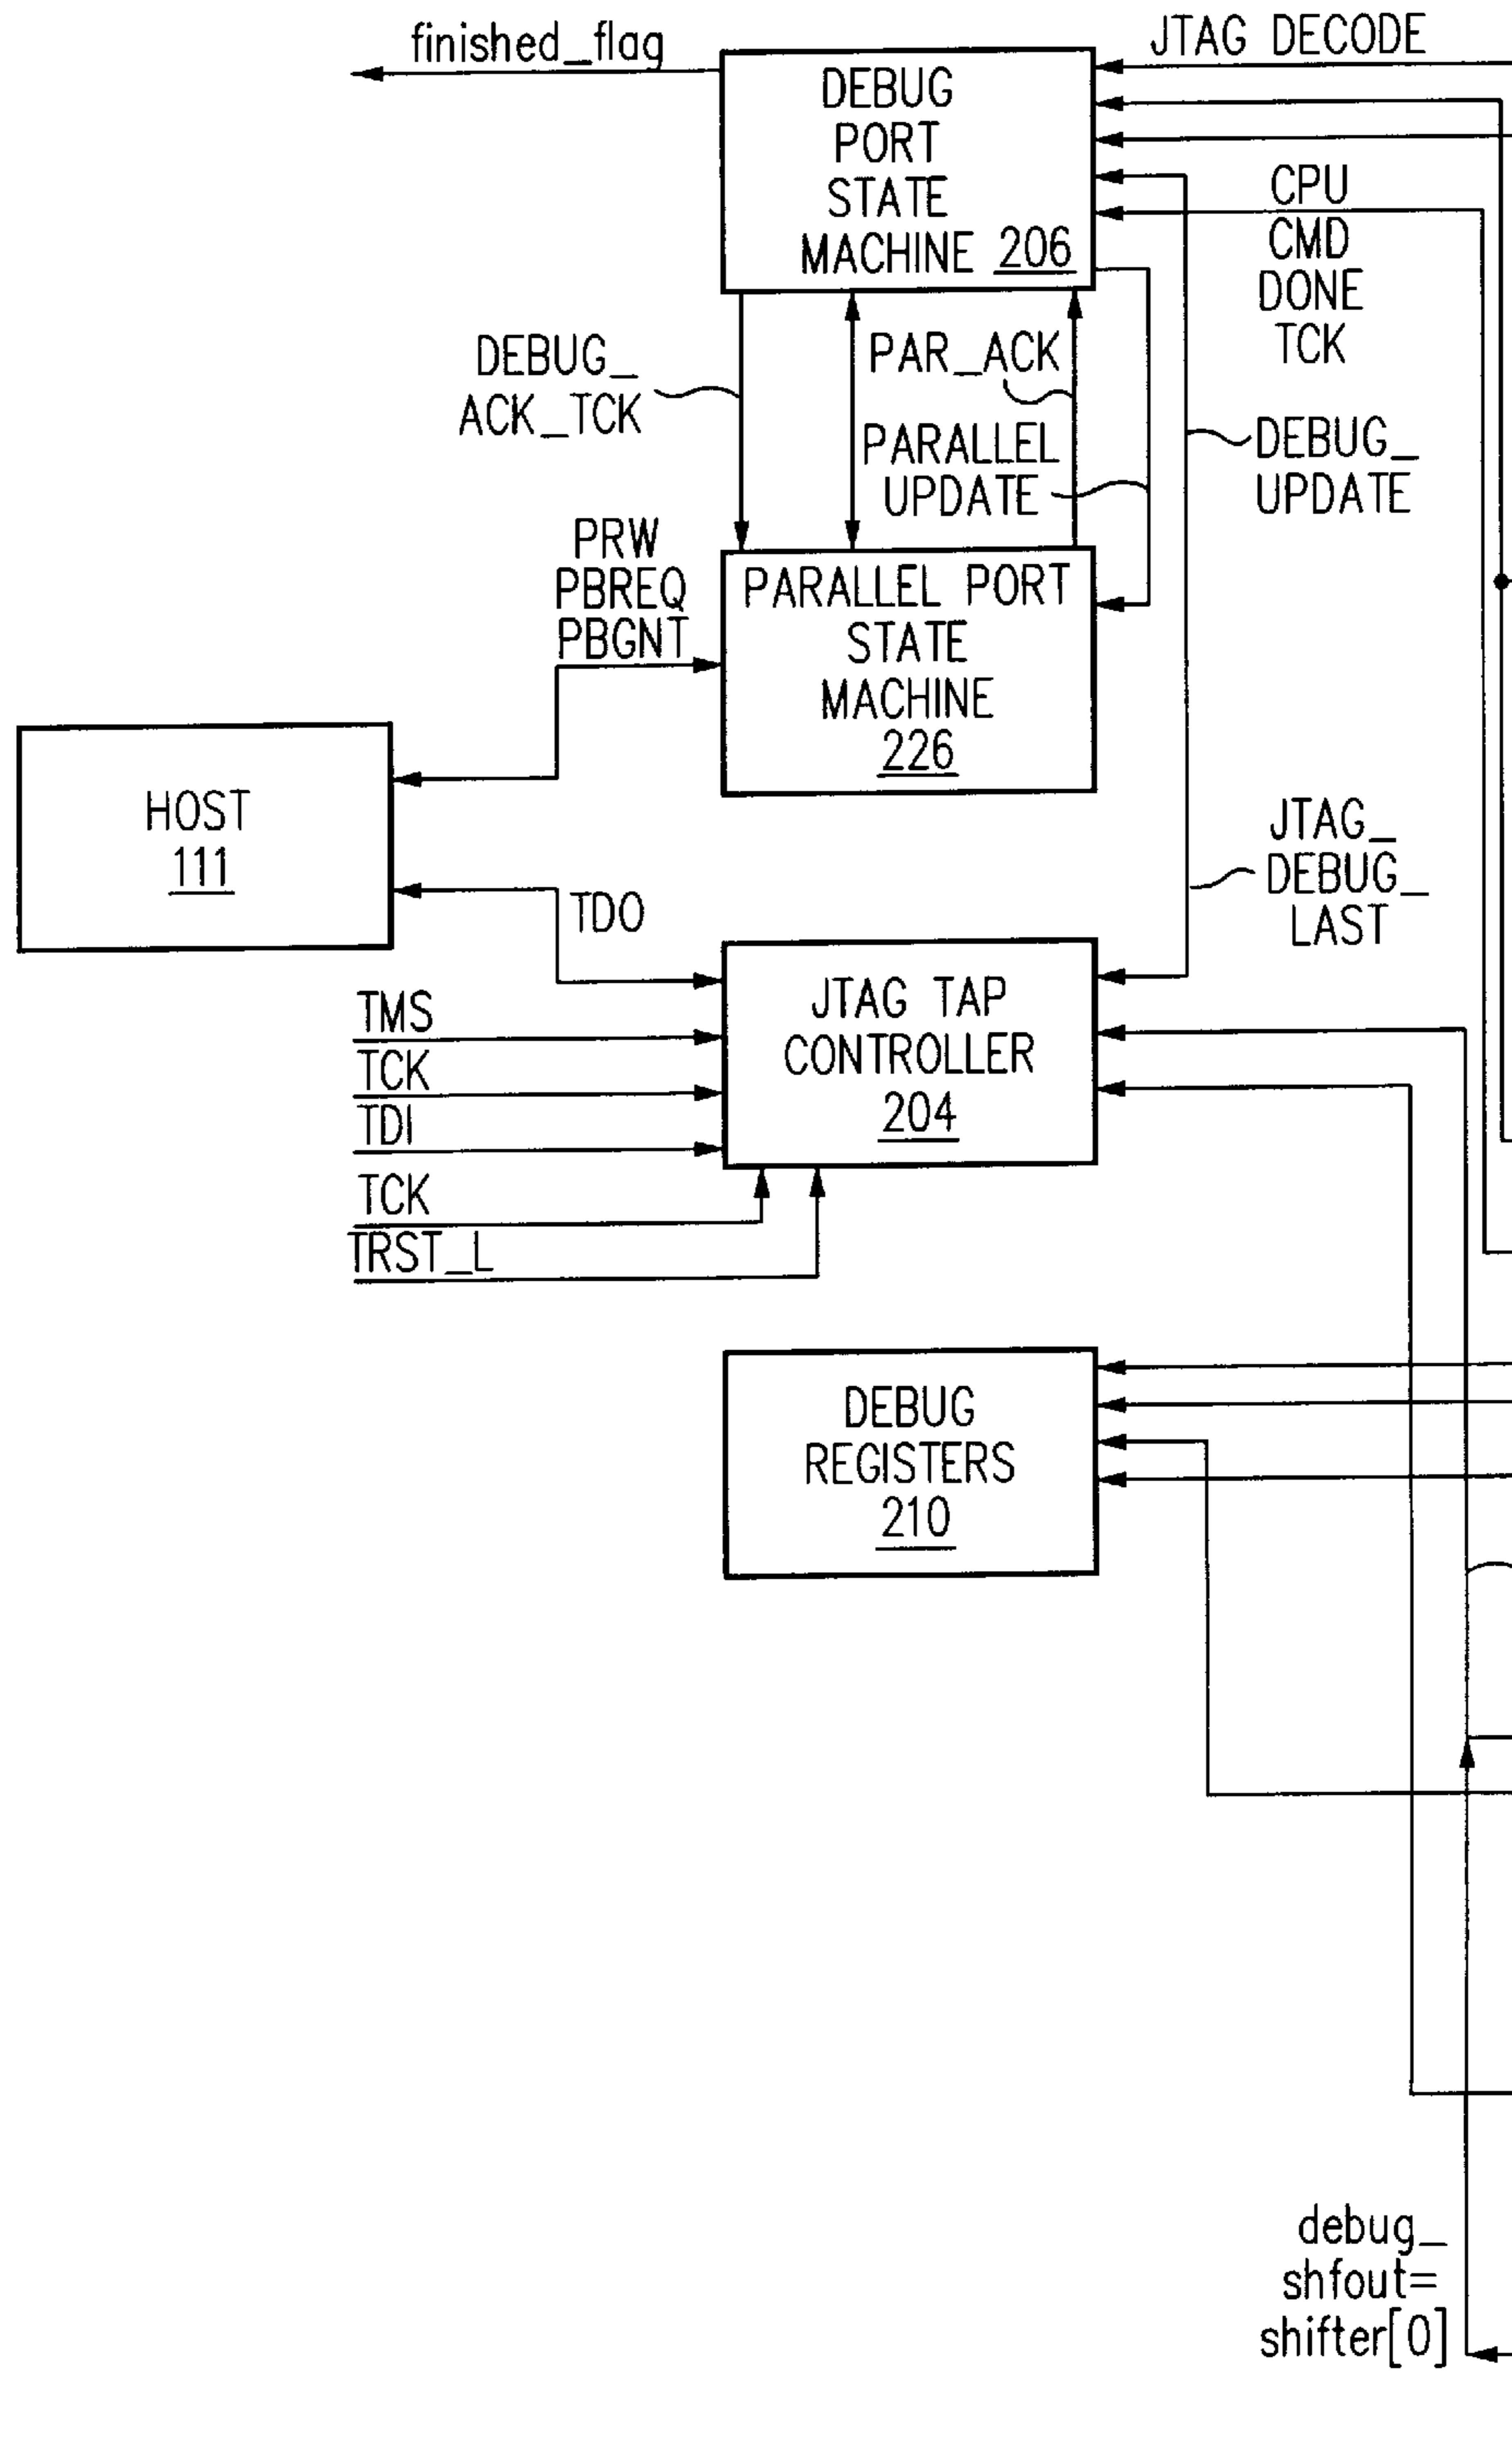 finished_flag
JTAG DECODE
DEBUG
PORT
STATE
MACHINE 206
CPU
CMD
DONE
TCK
DEBUG_
ACK_TCK
PAR_ACK
PARALLEL
UPDATE
DEBUG_
UPDATE
PRW
PBREQ
PBGNT
PARALLEL PORT
STATE
MACHINE
226
HOST
111
JTAG_
DEBUG_
LAST
TDO
JTAG TAP
CONTROLLER
204
TMS
TCK
TDI
TCK
TRST_L
DEBUG
REGISTERS
210
debug_
shfout=
shifter[0]